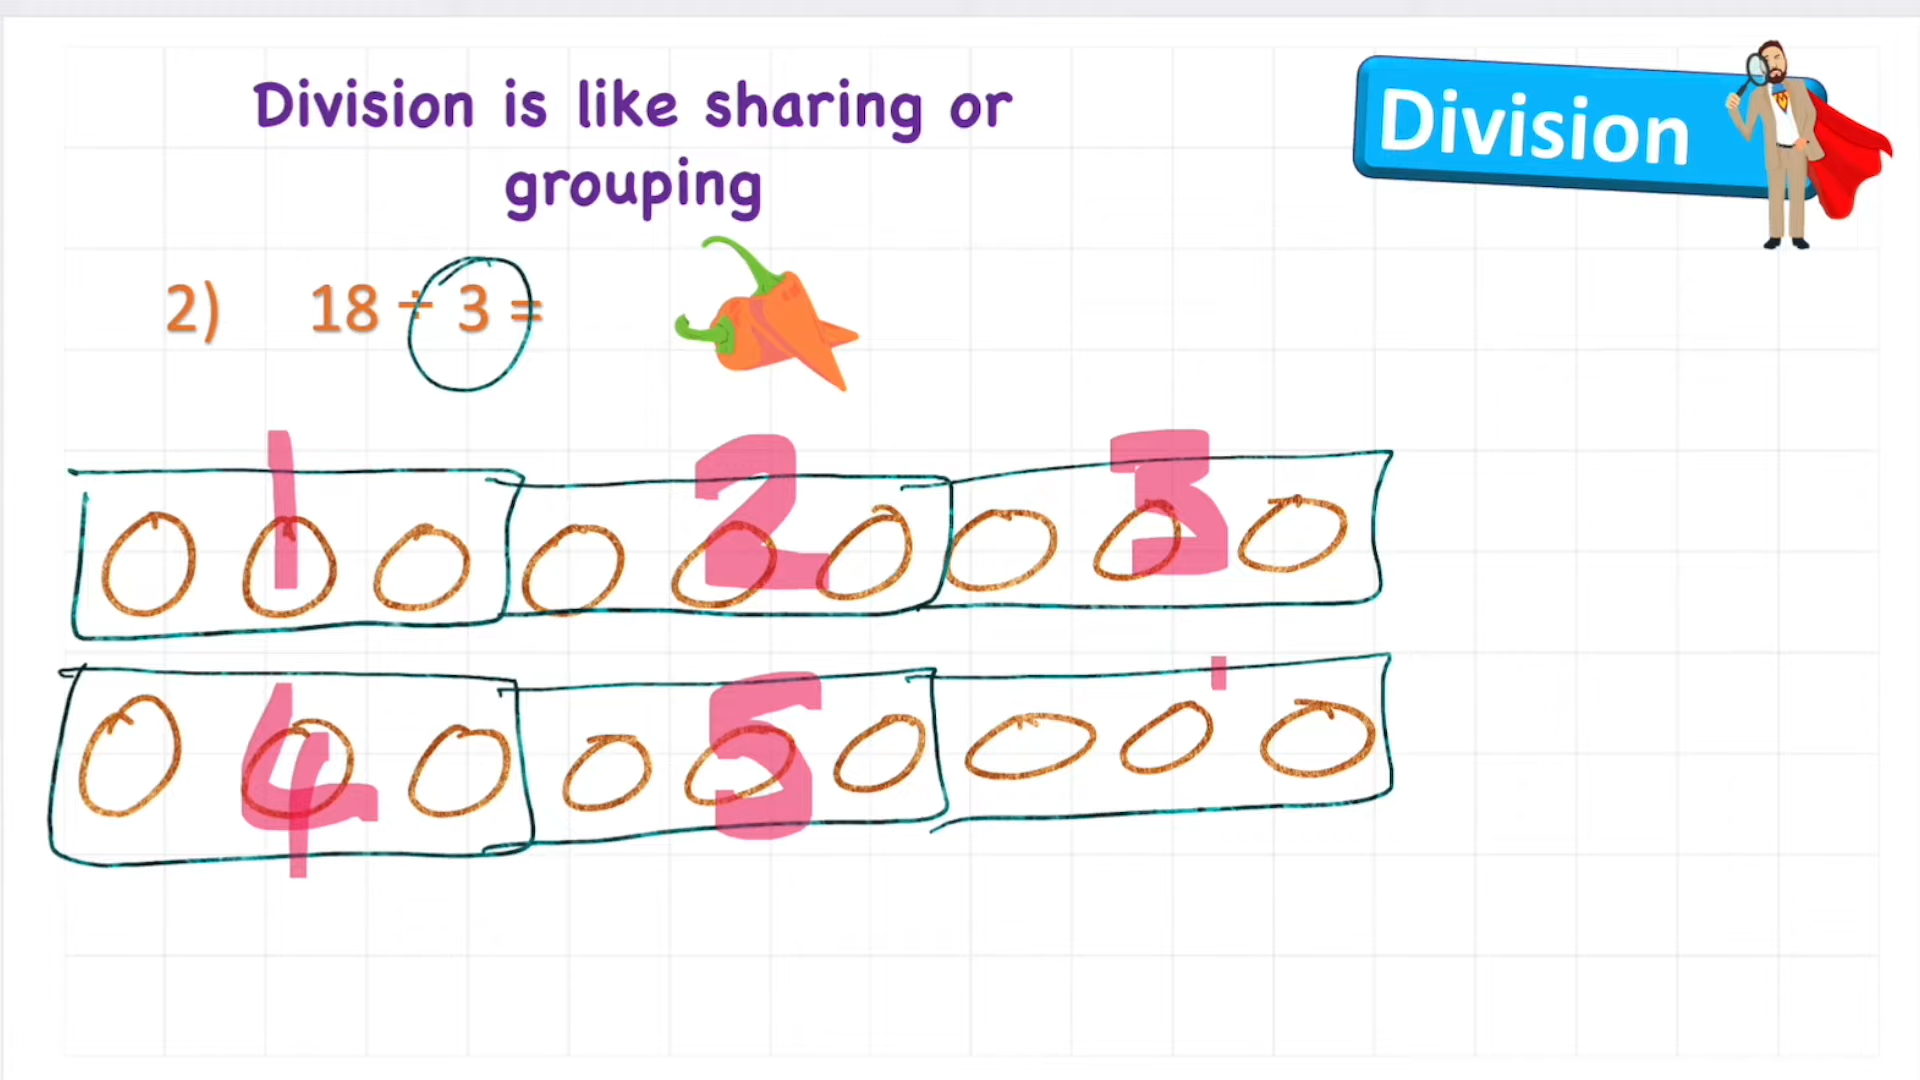 Division is like sharing or
grouping
Division
2) 18 ÷ 3 =
1 2 3
4 5